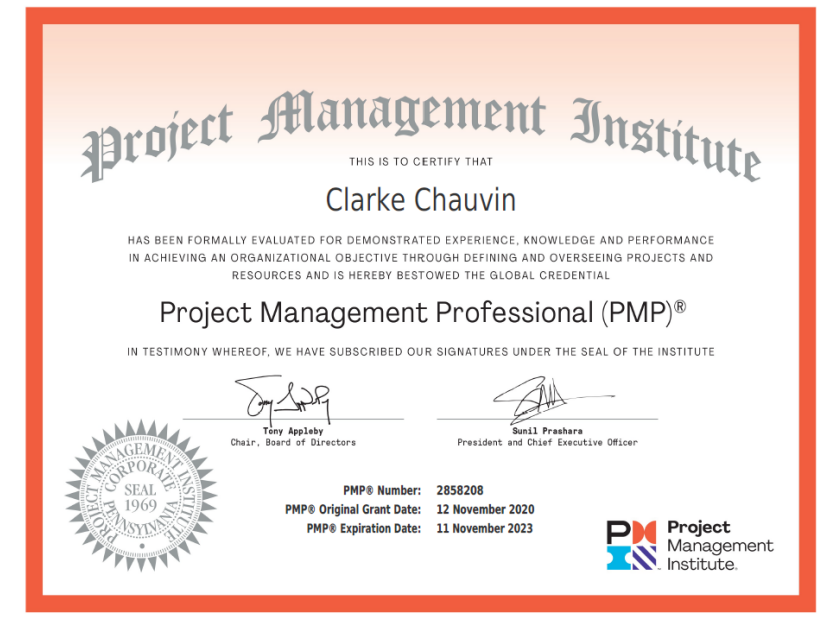 Project Management Institute
THIS IS TO CERTIFY THAT
Clarke Chauvin
HAS BEEN FORMALLY EVALUATED FOR DEMONSTRATED EXPERIENCE, KNOWLEDGE AND PERFORMANCE
IN ACHIEVING AN ORGANIZATIONAL OBJECTIVE THROUGH DEFINING AND OVERSEEING PROJECTS AND
RESOURCES AND IS HEREBY BESTOWED THE GLOBAL CREDENTIAL
Project Management Professional (PMP)®
IN TESTIMONY WHEREOF, WE HAVE SUBSCRIBED OUR SIGNATURES UNDER THE SEAL OF THE INSTITUTE
Tony Appleby
Chair, Board of Directors
Sunil Prashara
President and Chief Executive Officer
PROJECT MANAGEMENT INSTITUTE
CORPORATE
SEAL
1969
PENNSYLVANIA
PMP® Number: 2858208
PMP® Original Grant Date: 12 November 2020
PMP® Expiration Date: 11 November 2023
PM
Project
Management
Institute.